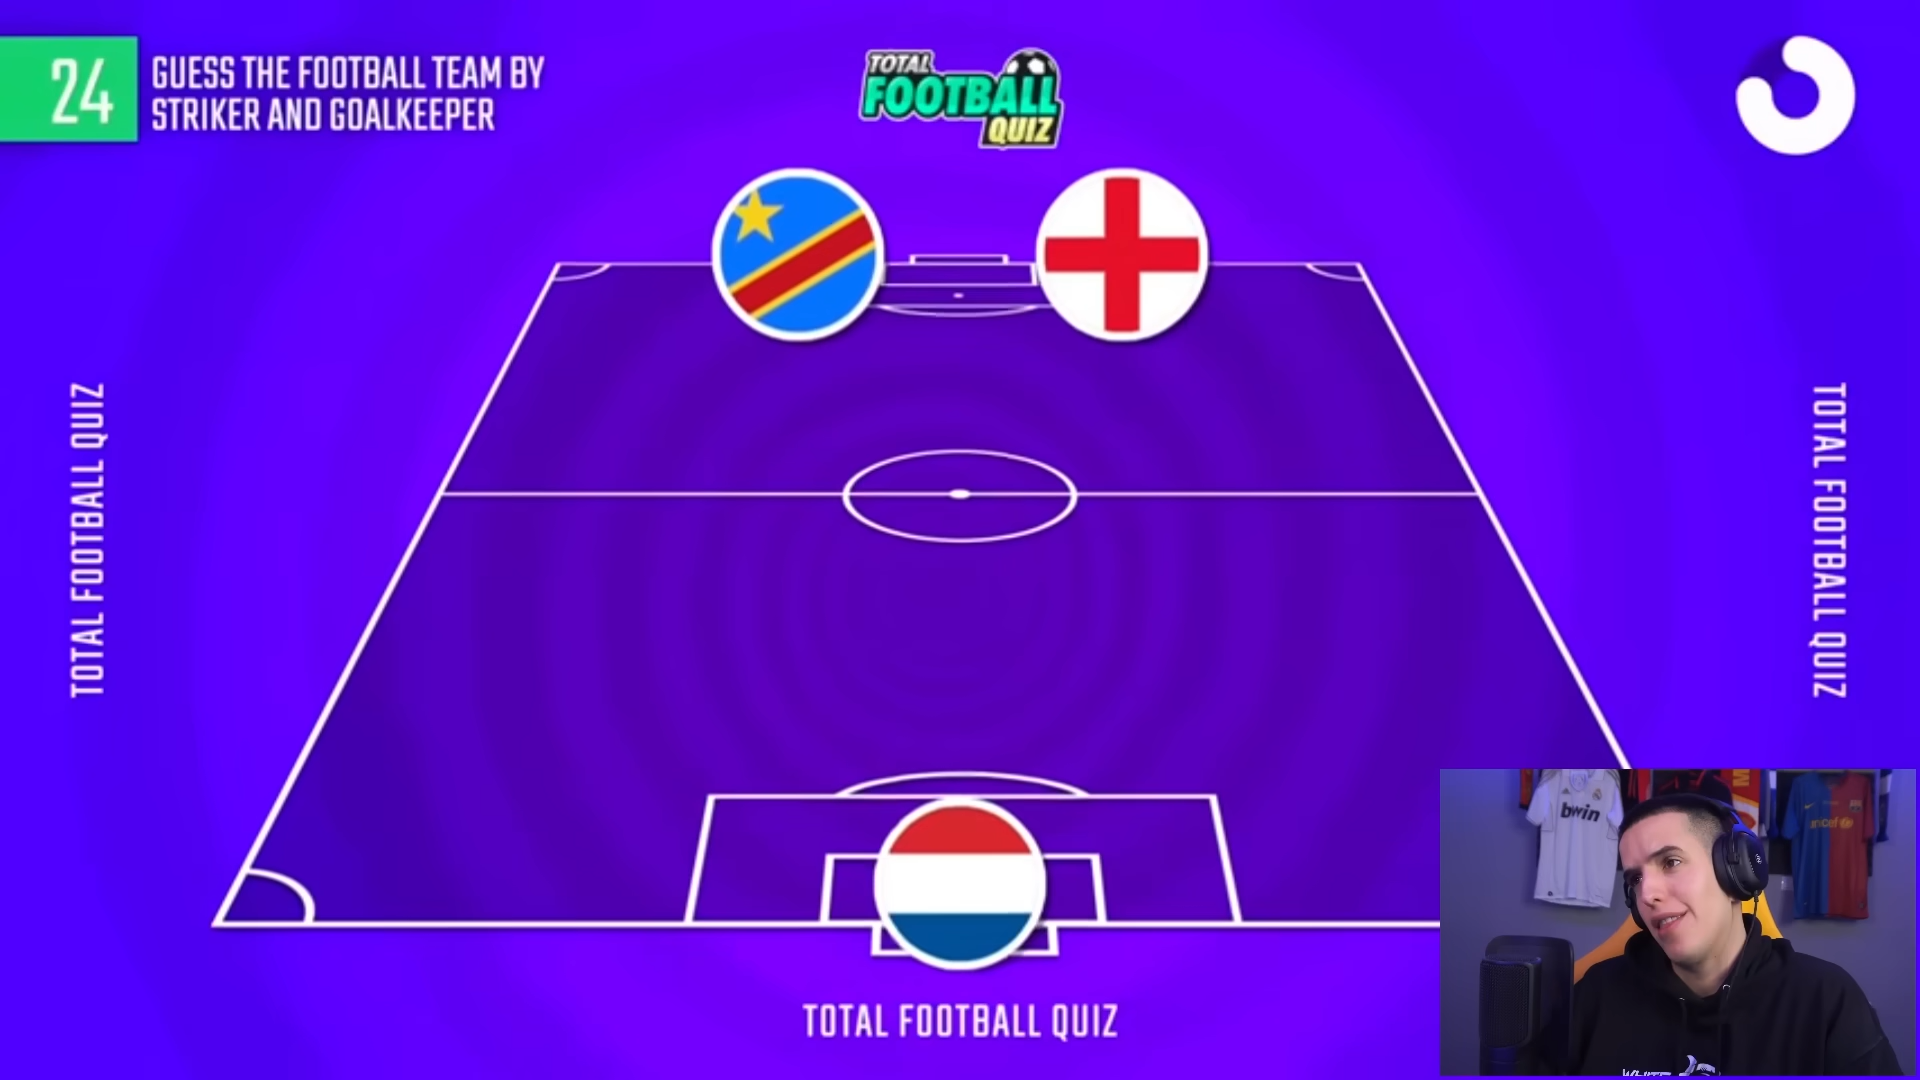 24
GUESS THE FOOTBALL TEAM BY
STRIKER AND GOALKEEPER
TOTAL
FOOTBALL
QUIZ
TOTAL FOOTBALL QUIZ
TOTAL FOOTBALL QUIZ
bwin
unicef
TOTAL FOOTBALL QUIZ